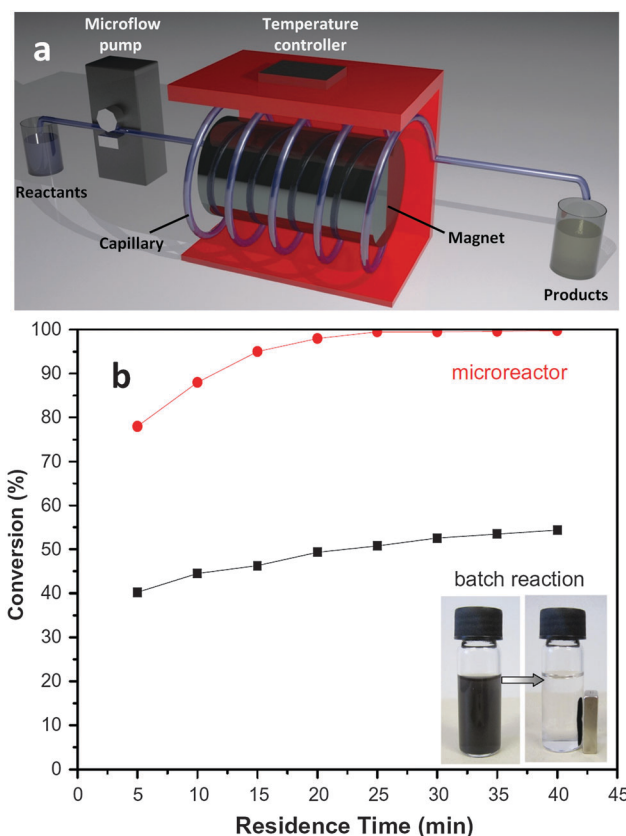 a
Microflow
pump
Temperature
controller
Reactants
Capillary
Magnet
Products
b
microreactor
batch reaction
Conversion (%)
100
90
80
70
60
50
40
30
20
10
0
0 5 10 15 20 25 30 35 40 45
Residence Time (min)